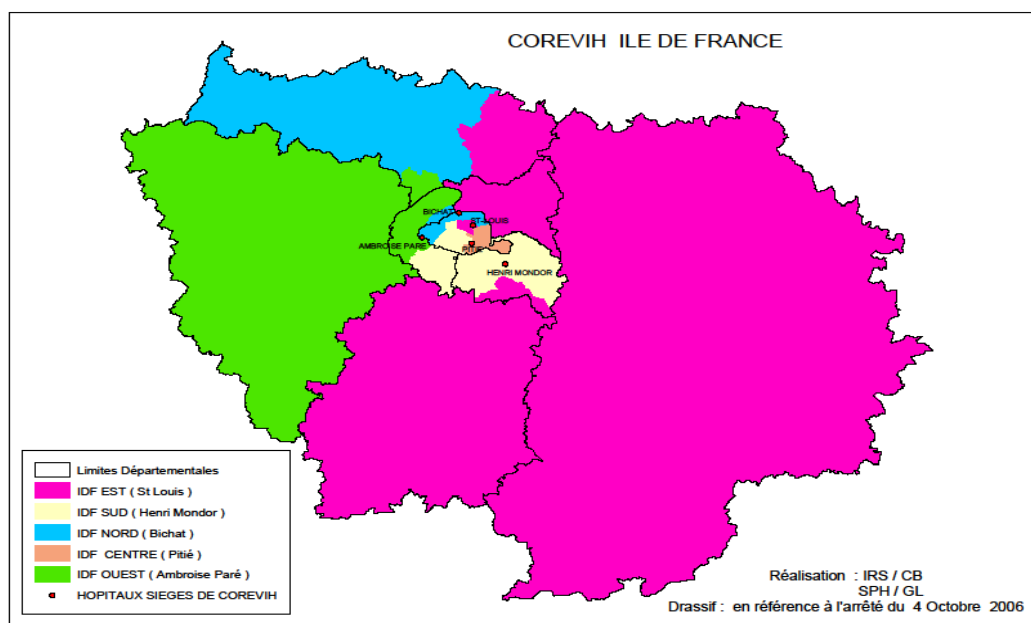 COREVIH ILE DE FRANCE
BICHAT
ST-LOUIS
AMBROISE PARE
PITIE
HENRI MONDOR
Limites Départementales
IDF EST ( St Louis )
IDF SUD ( Henri Mondor )
IDF NORD ( Bichat )
IDF CENTRE ( Pitié )
IDF OUEST ( Ambroise Paré )
HOPITAUX SIEGES DE COREVIH
Réalisation : IRS / CB
SPH / GL
Drassif : en référence à l'arrêté du 4 Octobre 2006